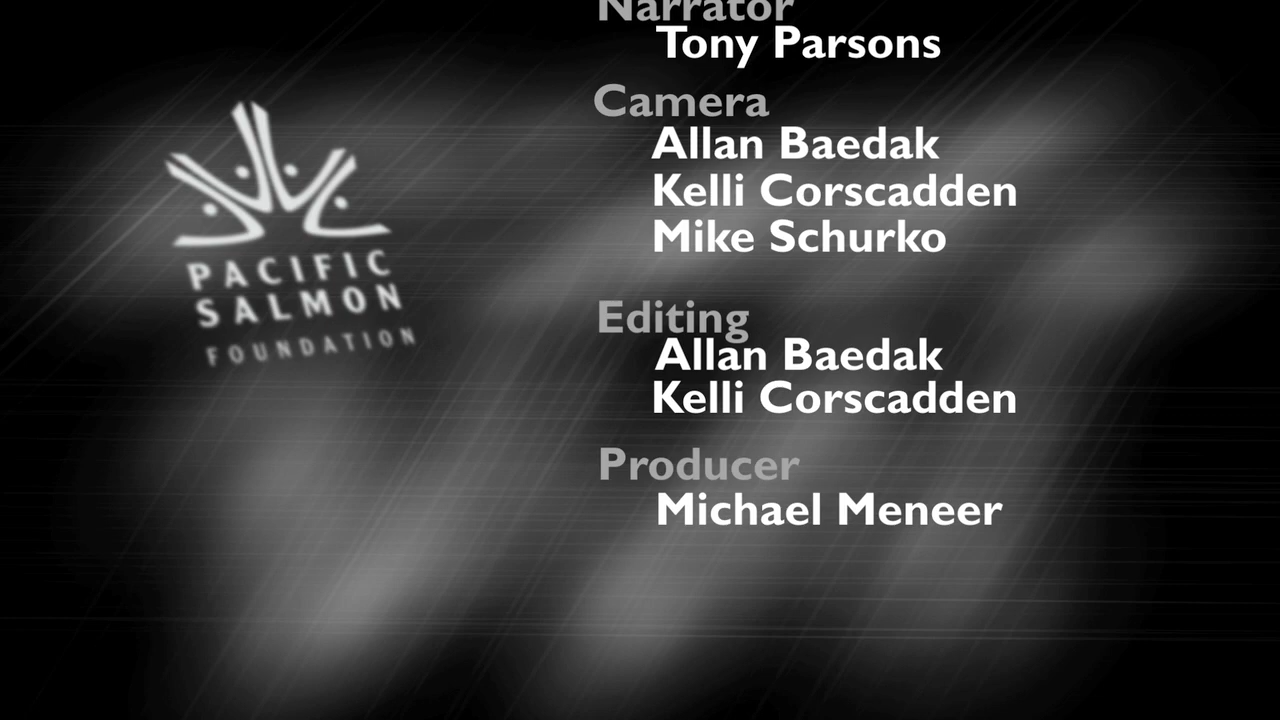 Narrator
Tony Parsons
Camera
Allan Baedak
Kelli Corscadden
Mike Schurko
Editing
Allan Baedak
Kelli Corscadden
Producer
Michael Meneer
PACIFIC
SALMON
FOUNDATION